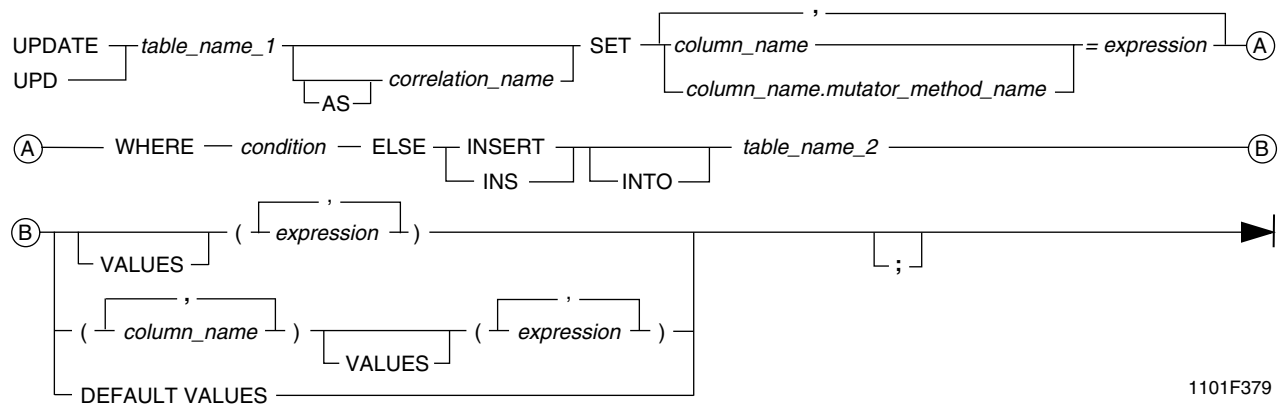 ,
UPDATE table_name_1 SET column_name = expression A
UPD correlation_name column_name.mutator_method_name
AS
A WHERE condition ELSE INSERT table_name_2 B
INS INTO
,
B ( expression )
VALUES ;
, ,
( column_name ) ( expression )
VALUES
DEFAULT VALUES
1101F379